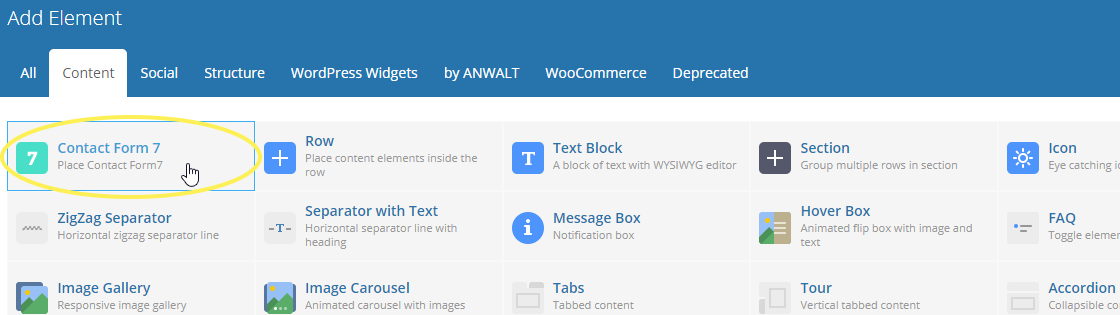 Add Element
All Content Social Structure WordPress Widgets by ANWALT WooCommerce Deprecated
7 Contact Form 7
Place Contact Form7
Row
Place content elements inside the
row
T Text Block
A block of text with WYSIWYG editor
Section
Group multiple rows in section
Icon
Eye catching
ZigZag Separator
Horizontal zigzag separator line
-T- Separator with Text
Horizontal separator line with
heading
i Message Box
Notification box
Hover Box
Animated flip box with image and
text
FAQ
Toggle
Image Gallery
Responsive image gallery
Image Carousel
Animated carousel with images
Tabs
Tabbed content
Tour
Vertical tabbed content
Accordion
Collapsible